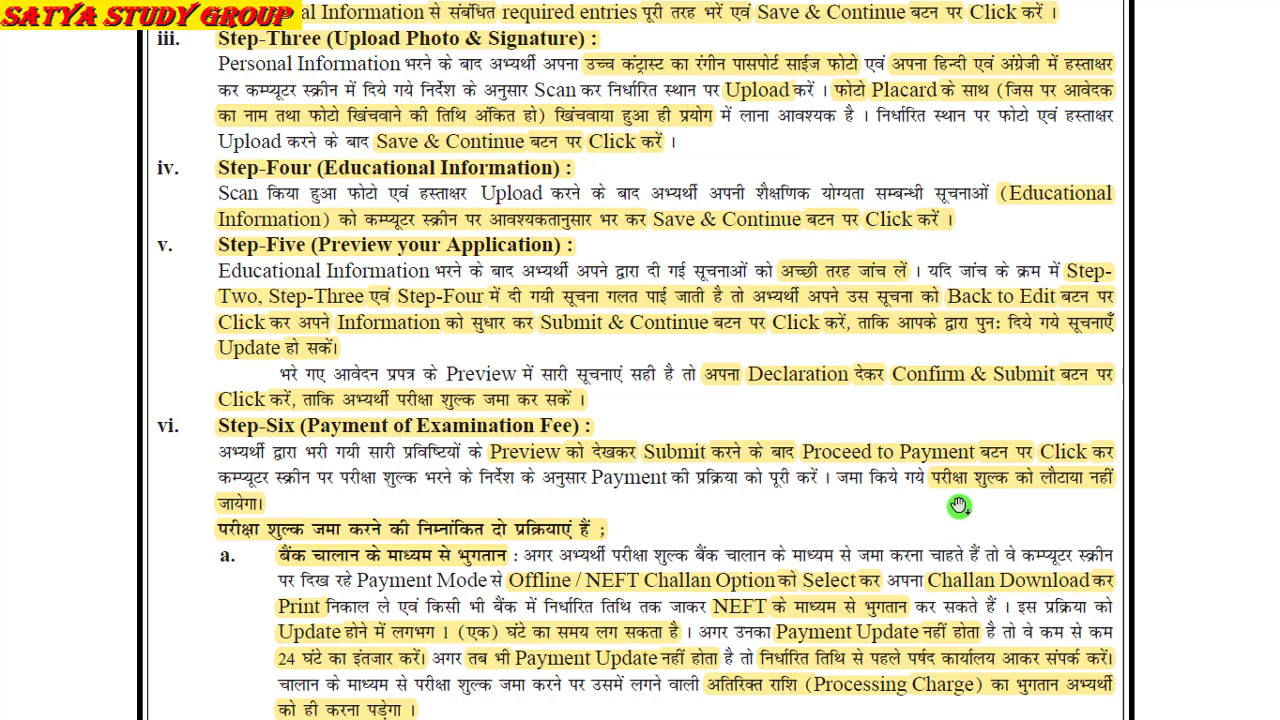 SATYA STUDY GROUP
al Information से संबंधित required entries पूरी तरह भरें एवं Save & Continue बटन पर Click करें ।
iii. Step-Three (Upload Photo & Signature) :
Personal Information भरने के बाद अभ्यर्थी अपना उच्च कंट्रास्ट का रंगीन पासपोर्ट साईज फोटो एवं अपना हिन्दी एवं अंग्रेजी में हस्ताक्षर
कर कम्प्यूटर स्क्रीन में दिये गये निर्देश के अनुसार Scan कर निर्धारित स्थान पर Upload करें । फोटो Placard के साथ (जिस पर आवेदक
का नाम तथा फोटो खिंचवाने की तिथि अंकित हो) खिंचवाया हुआ ही प्रयोग में लाना आवश्यक है । निर्धारित स्थान पर फोटो एवं हस्ताक्षर
Upload करने के बाद Save & Continue बटन पर Click करें ।
iv. Step-Four (Educational Information) :
Scan किया हुआ फोटो एवं हस्ताक्षर Upload करने के बाद अभ्यर्थी अपनी शैक्षणिक योग्यता सम्बन्धी सूचनाओं (Educational
Information) को कम्प्यूटर स्क्रीन पर आवश्यकतानुसार भर कर Save & Continue बटन पर Click करें ।
v. Step-Five (Preview your Application) :
Educational Information भरने के बाद अभ्यर्थी अपने द्वारा दी गई सूचनाओं को अच्छी तरह जांच लें । यदि जांच के क्रम में Step-
Two, Step-Three एवं Step-Four में दी गयी सूचना गलत पाई जाती है तो अभ्यर्थी अपने उस सूचना को Back to Edit बटन पर
Click कर अपने Information को सुधार कर Submit & Continue बटन पर Click करें, ताकि आपके द्वारा पुन: दिये गये सूचनाएँ
Update हो सकें।
भरे गए आवेदन प्रपत्र के Preview में सारी सूचनाएं सही है तो अपना Declaration देकर Confirm & Submit बटन पर
Click करें, ताकि अभ्यर्थी परीक्षा शुल्क जमा कर सकें ।
vi. Step-Six (Payment of Examination Fee) :
अभ्यर्थी द्वारा भरी गयी सारी प्रविष्टियों के Preview को देखकर Submit करने के बाद Proceed to Payment बटन पर Click कर
कम्प्यूटर स्क्रीन पर परीक्षा शुल्क भरने के निर्देश के अनुसार Payment की प्रक्रिया को पूरी करें । जमा किये गये परीक्षा शुल्क को लौटाया नहीं
जायेगा।
परीक्षा शुल्क जमा करने की निम्नांकित दो प्रक्रियाएं हैं ;
a. बैंक चालान के माध्यम से भुगतान : अगर अभ्यर्थी परीक्षा शुल्क बैंक चालान के माध्यम से जमा करना चाहते हैं तो वे कम्प्यूटर स्क्रीन
पर दिख रहे Payment Mode से Offline / NEFT Challan Option को Select कर अपना Challan Download कर
Print निकाल ले एवं किसी भी बैंक में निर्धारित तिथि तक जाकर NEFT के माध्यम से भुगतान कर सकते हैं । इस प्रक्रिया को
Update होने में लगभग 1 (एक) घंटे का समय लग सकता है । अगर उनका Payment Update नहीं होता है तो वे कम से कम
24 घंटे का इंतजार करें। अगर तब भी Payment Update नहीं होता है तो निर्धारित तिथि से पहले पर्षद कार्यालय आकर संपर्क करें।
चालान के माध्यम से परीक्षा शुल्क जमा करने पर उसमें लगने वाली अतिरिक्त राशि (Processing Charge) का भुगतान अभ्यर्थी
को ही करना पड़ेगा ।